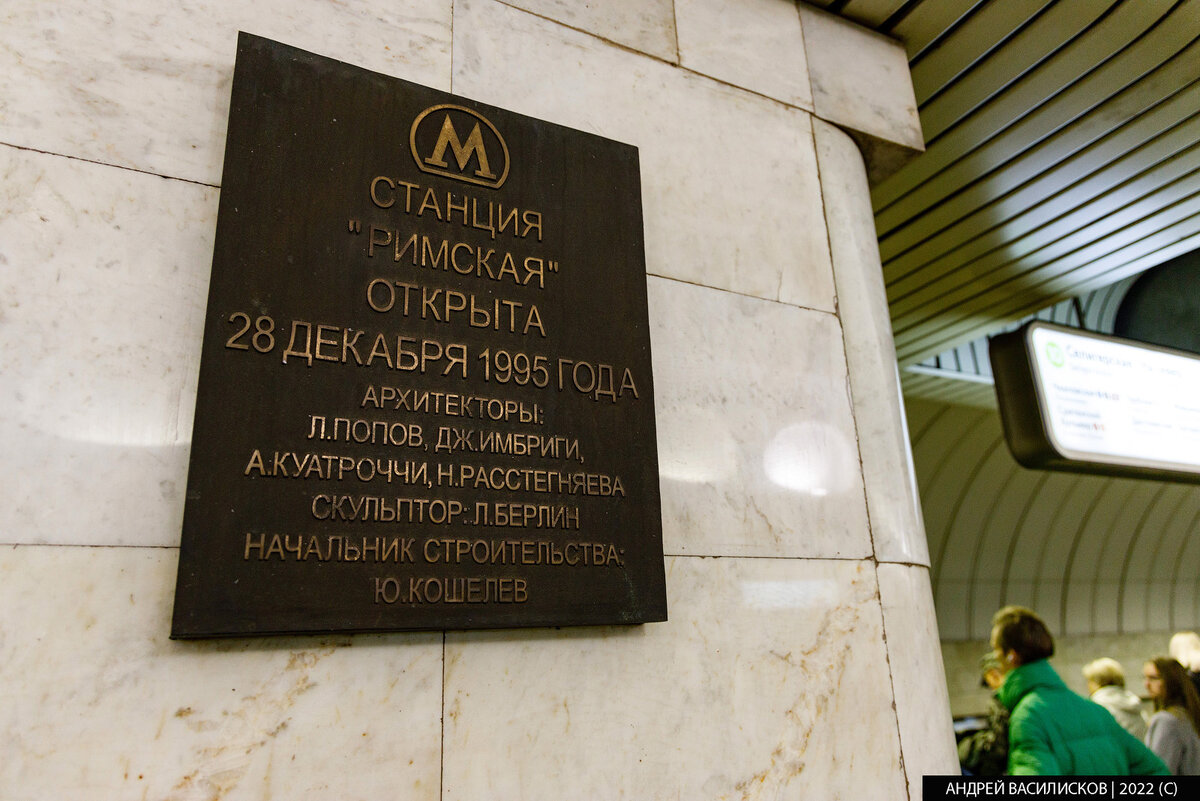 М
СТАНЦИЯ
"РИМСКАЯ"
ОТКРЫТА
28 ДЕКАБРЯ 1995 ГОДА
АРХИТЕКТОРЫ:
Л.ПОПОВ, ДЖ.ИМБРИГИ,
А.КУАТРОЧЧИ, Н.РАССТЕГНЯЕВА
СКУЛЬПТОР: Л.БЕРЛИН
НАЧАЛЬНИК СТРОИТЕЛЬСТВА:
Ю.КОШЕЛЕВ
10
АНДРЕЙ ВАСИЛИСКОВ | 2022 (C)